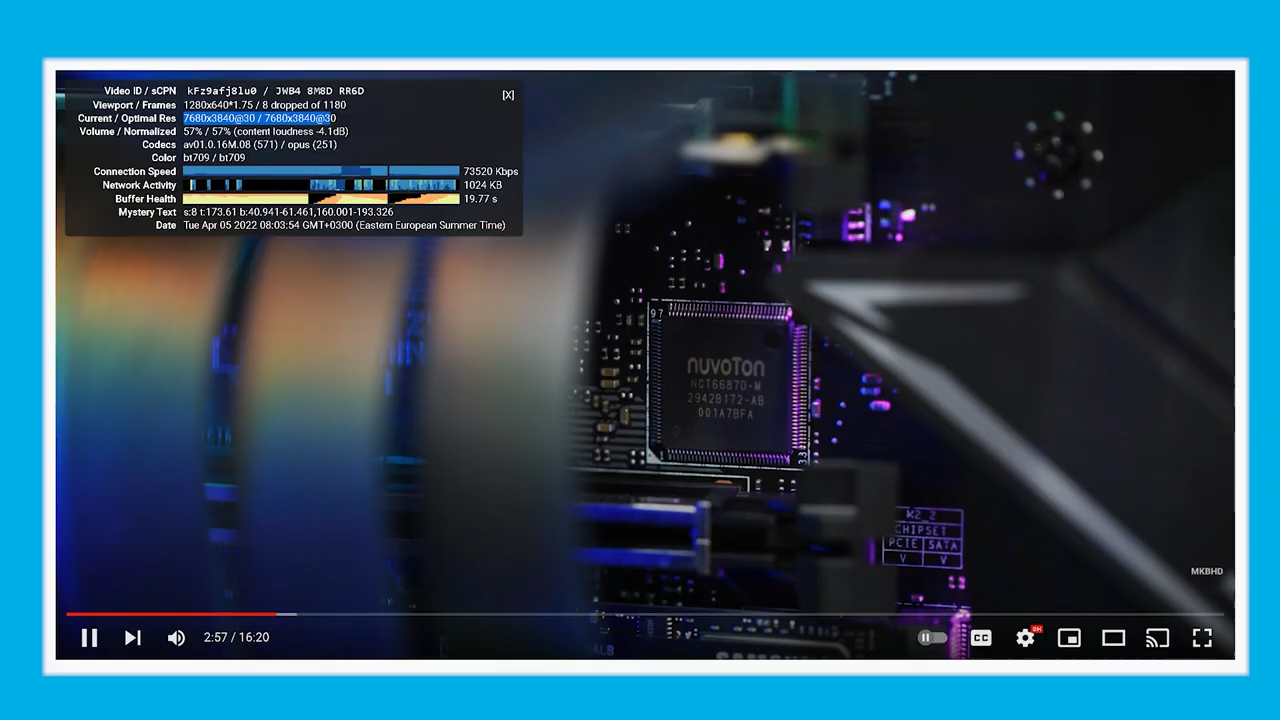 Video ID / sCPN kFz9afj8lu0 / JWB4 8M8D RR6D
[X]
Viewport / Frames 1280x640*1.75 / 8 dropped of 1180
Current / Optimal Res 7680x3840@30 / 7680x3840@30
Volume / Normalized 57% / 57% (content loudness -4.1dB)
Codecs av01.0.16M.08 (571) / opus (251)
Color bt709 / bt709
Connection Speed 73520 Kbps
Network Activity 1024 KB
Buffer Health 19.77 s
Mystery Text s:8 t:173.61 b:40.941-61.461,160.001-193.326
Date Tue Apr 05 2022 08:03:54 GMT+0300 (Eastern European Summer Time)
97
nuvoTon
NCT6687D-M
2942B172-AB
001A7BFA
33
M2_2
CHIPSET
PCIE SATA
V V
MKBHD
2:57 / 16:20
CC
8K